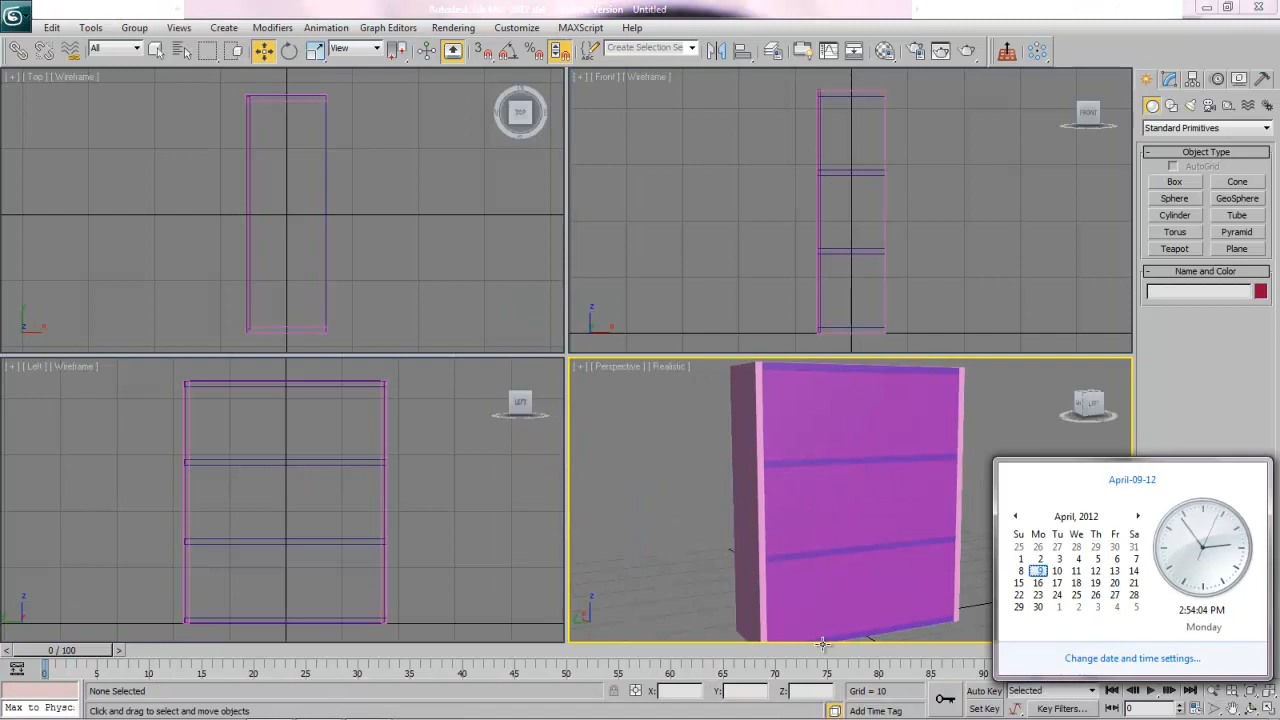 Untitled
Edit Tools Group Views Create Modifiers Animation Graph Editors Rendering Customize MAXScript Help
All View Create Selection Se
[ + ] [ Top ] [ Wireframe ]
TOP
[ + ] [ Front ] [ Wireframe ]
FRONT
Standard Primitives
- Object Type
AutoGrid
Box Cone
Sphere GeoSphere
Cylinder Tube
Torus Pyramid
Teapot Plane
- Name and Color
z
x
[ + ] [ Left ] [ Wireframe ]
LEFT
[ + ] [ Perspective ] [ Realistic ]
LEFT
April-09-12
April, 2012
Su Mo Tu We Th Fr Sa
25 26 27 28 29 30 31
1 2 3 4 5 6 7
8 9 10 11 12 13 14
15 16 17 18 19 20 21
22 23 24 25 26 27 28
29 30 1 2 3 4 5
2:54:04 PM
Monday
Change date and time settings...
< 0 / 100 >
0 5 10 15 20 25 30 35 40 45 50 55 60 65 70 75 80 85 90
None Selected X: Y: Z: Grid = 10 Auto Key Selected
Max to Physc Click and drag to select and move objects Add Time Tag Set Key Key Filters... 0